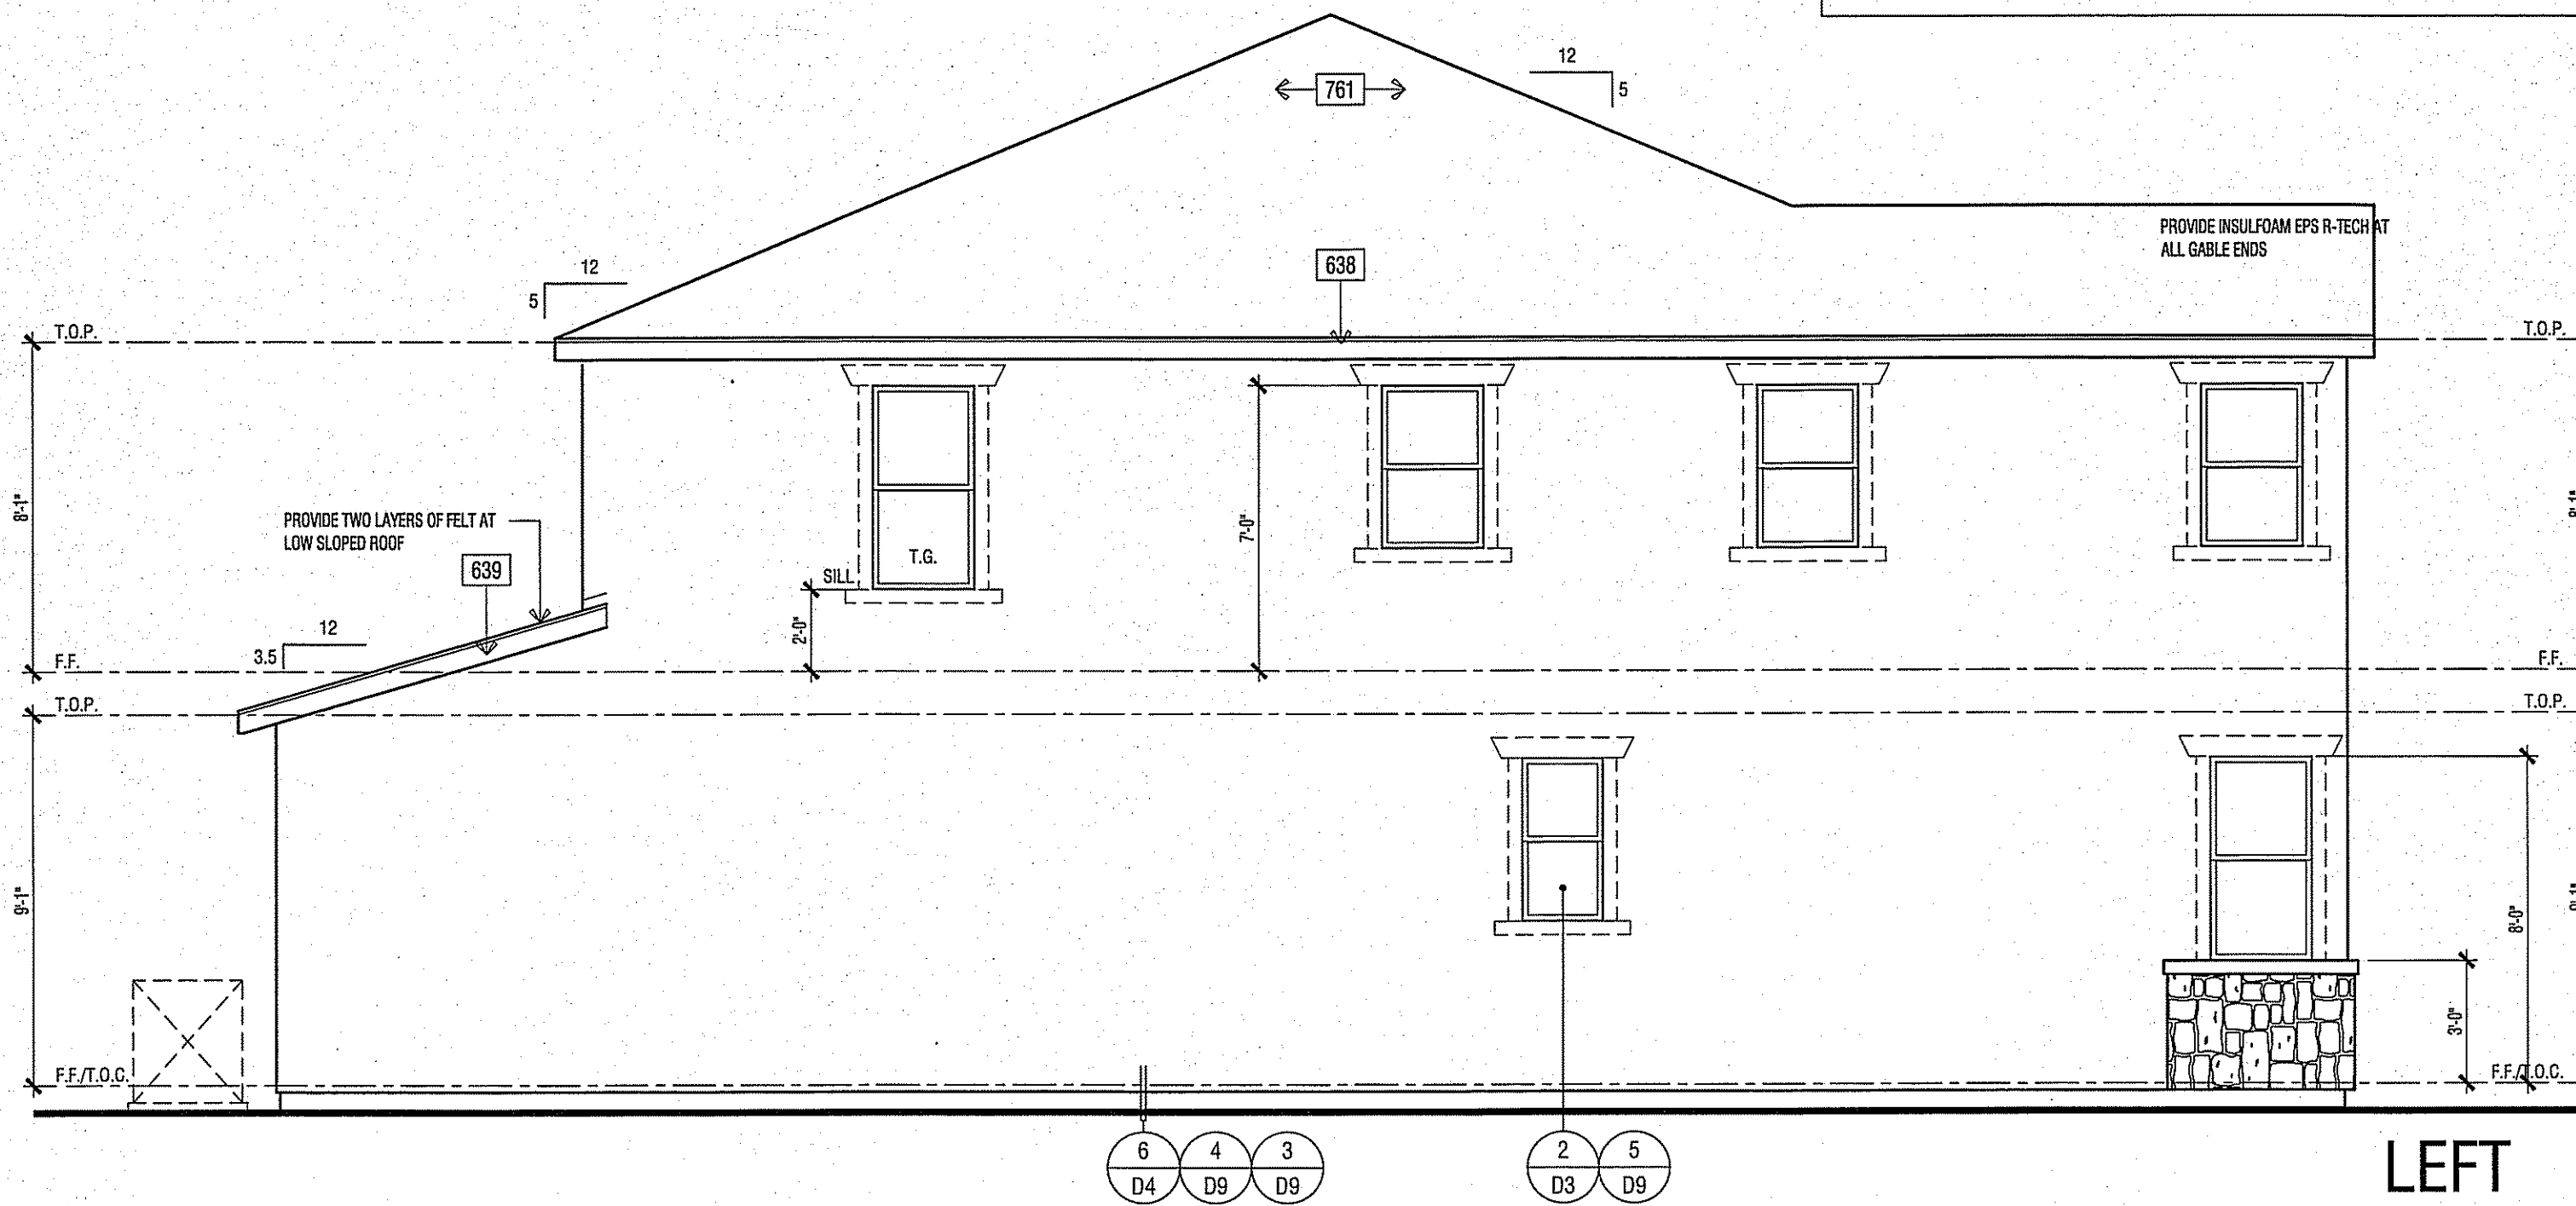 12
5
761
PROVIDE INSULFOAM EPS R-TECH AT
ALL GABLE ENDS
638
12
5
T.O.P.
T.O.P.
8'-1"
PROVIDE TWO LAYERS OF FELT AT
LOW SLOPED ROOF
639
7'-0"
T.G.
SILL
2'-0"
12
3.5
F.F.
F.F.
T.O.P.
T.O.P.
9'-1"
8'-0"
3'-0"
F.F./T.O.C.
F.F./T.O.C.
6
D4
4
D9
3
D9
2
D3
5
D9
LEFT